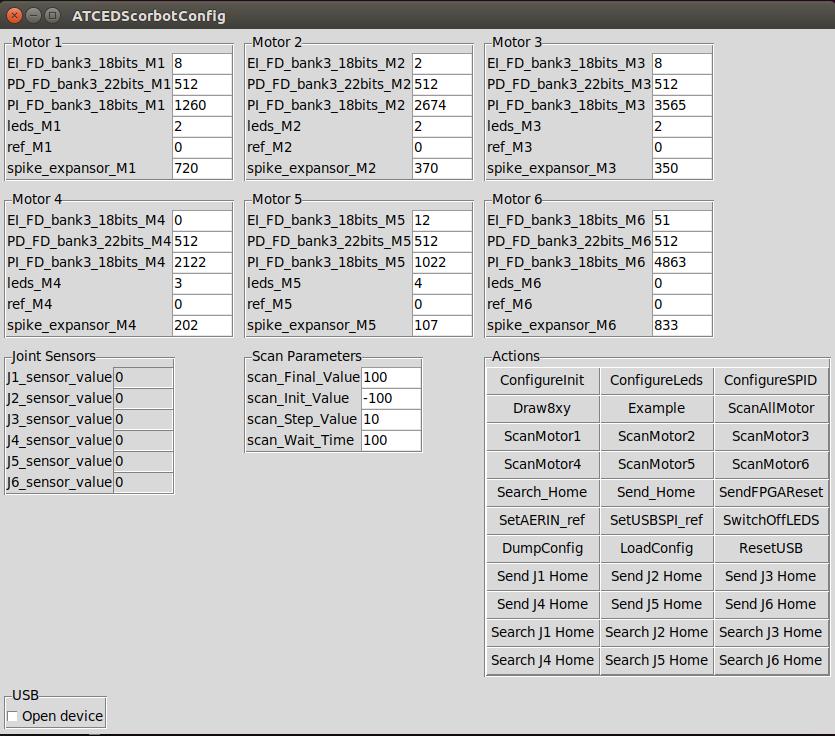 ATCEDScorbotConfig
Motor 1
EI_FD_bank3_18bits_M1 8
PD_FD_bank3_22bits_M1 512
PI_FD_bank3_18bits_M1 1260
leds_M1 2
ref_M1 0
spike_expansor_M1 720
Motor 2
EI_FD_bank3_18bits_M2 2
PD_FD_bank3_22bits_M2 512
PI_FD_bank3_18bits_M2 2674
leds_M2 2
ref_M2 0
spike_expansor_M2 370
Motor 3
EI_FD_bank3_18bits_M3 8
PD_FD_bank3_22bits_M3 512
PI_FD_bank3_18bits_M3 3565
leds_M3 2
ref_M3 0
spike_expansor_M3 350
Motor 4
EI_FD_bank3_18bits_M4 0
PD_FD_bank3_22bits_M4 512
PI_FD_bank3_18bits_M4 2122
leds_M4 3
ref_M4 0
spike_expansor_M4 202
Motor 5
EI_FD_bank3_18bits_M5 12
PD_FD_bank3_22bits_M5 512
PI_FD_bank3_18bits_M5 1022
leds_M5 4
ref_M5 0
spike_expansor_M5 107
Motor 6
EI_FD_bank3_18bits_M6 51
PD_FD_bank3_22bits_M6 512
PI_FD_bank3_18bits_M6 4863
leds_M6 0
ref_M6 0
spike_expansor_M6 833
Joint Sensors
J1_sensor_value 0
J2_sensor_value 0
J3_sensor_value 0
J4_sensor_value 0
J5_sensor_value 0
J6_sensor_value 0
Scan Parameters
scan_Final_Value 100
scan_Init_Value -100
scan_Step_Value 10
scan_Wait_Time 100
Actions
ConfigureInit ConfigureLeds ConfigureSPID
Draw8xy Example ScanAllMotor
ScanMotor1 ScanMotor2 ScanMotor3
ScanMotor4 ScanMotor5 ScanMotor6
Search_Home Send_Home SendFPGAReset
SetAERIN_ref SetUSBSPI_ref SwitchOffLEDS
DumpConfig LoadConfig ResetUSB
Send J1 Home Send J2 Home Send J3 Home
Send J4 Home Send J5 Home Send J6 Home
Search J1 Home Search J2 Home Search J3 Home
Search J4 Home Search J5 Home Search J6 Home
USB
Open device